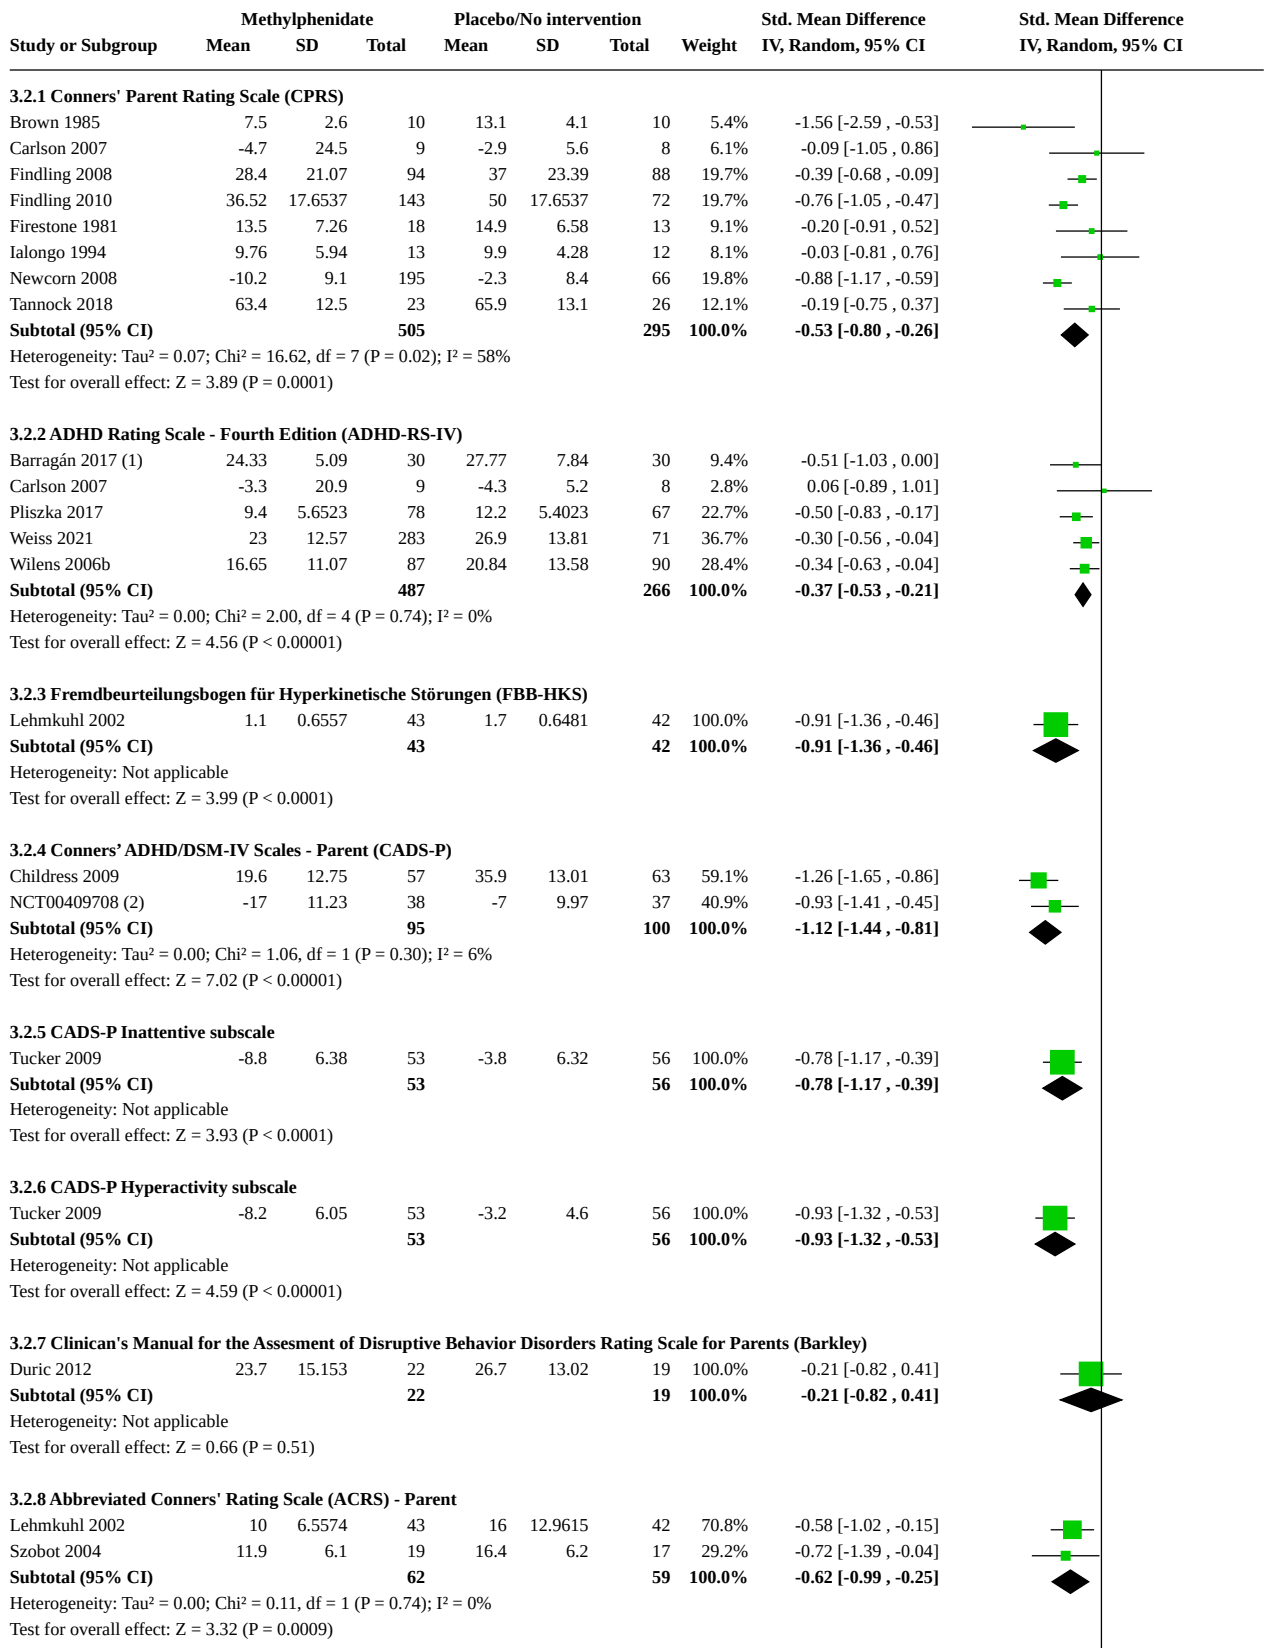 Methylphenidate Placebo/No intervention Std. Mean Difference Std. Mean Difference
Study or Subgroup Mean SD Total Mean SD Total Weight IV, Random, 95% CI IV, Random, 95% CI
3.2.1 Conners' Parent Rating Scale (CPRS)
Brown 1985 7.5 2.6 10 13.1 4.1 10 5.4% -1.56 [-2.59 , -0.53]
Carlson 2007 -4.7 24.5 9 -2.9 5.6 8 6.1% -0.09 [-1.05 , 0.86]
Findling 2008 28.4 21.07 94 37 23.39 88 19.7% -0.39 [-0.68 , -0.09]
Findling 2010 36.52 17.6537 143 50 17.6537 72 19.7% -0.76 [-1.05 , -0.47]
Firestone 1981 13.5 7.26 18 14.9 6.58 13 9.1% -0.20 [-0.91 , 0.52]
Ialongo 1994 9.76 5.94 13 9.9 4.28 12 8.1% -0.03 [-0.81 , 0.76]
Newcorn 2008 -10.2 9.1 195 -2.3 8.4 66 19.8% -0.88 [-1.17 , -0.59]
Tannock 2018 63.4 12.5 23 65.9 13.1 26 12.1% -0.19 [-0.75 , 0.37]
Subtotal (95% CI) 505 295 100.0% -0.53 [-0.80 , -0.26]
Heterogeneity: Tau² = 0.07; Chi² = 16.62, df = 7 (P = 0.02); I² = 58%
Test for overall effect: Z = 3.89 (P = 0.0001)
3.2.2 ADHD Rating Scale - Fourth Edition (ADHD-RS-IV)
Barragán 2017 (1) 24.33 5.09 30 27.77 7.84 30 9.4% -0.51 [-1.03 , 0.00]
Carlson 2007 -3.3 20.9 9 -4.3 5.2 8 2.8% 0.06 [-0.89 , 1.01]
Pliszka 2017 9.4 5.6523 78 12.2 5.4023 67 22.7% -0.50 [-0.83 , -0.17]
Weiss 2021 23 12.57 283 26.9 13.81 71 36.7% -0.30 [-0.56 , -0.04]
Wilens 2006b 16.65 11.07 87 20.84 13.58 90 28.4% -0.34 [-0.63 , -0.04]
Subtotal (95% CI) 487 266 100.0% -0.37 [-0.53 , -0.21]
Heterogeneity: Tau² = 0.00; Chi² = 2.00, df = 4 (P = 0.74); I² = 0%
Test for overall effect: Z = 4.56 (P < 0.00001)
3.2.3 Fremdbeurteilungsbogen für Hyperkinetische Störungen (FBB-HKS)
Lehmkuhl 2002 1.1 0.6557 43 1.7 0.6481 42 100.0% -0.91 [-1.36 , -0.46]
Subtotal (95% CI) 43 42 100.0% -0.91 [-1.36 , -0.46]
Heterogeneity: Not applicable
Test for overall effect: Z = 3.99 (P < 0.0001)
3.2.4 Conners’ ADHD/DSM-IV Scales - Parent (CADS-P)
Childress 2009 19.6 12.75 57 35.9 13.01 63 59.1% -1.26 [-1.65 , -0.86]
NCT00409708 (2) -17 11.23 38 -7 9.97 37 40.9% -0.93 [-1.41 , -0.45]
Subtotal (95% CI) 95 100 100.0% -1.12 [-1.44 , -0.81]
Heterogeneity: Tau² = 0.00; Chi² = 1.06, df = 1 (P = 0.30); I² = 6%
Test for overall effect: Z = 7.02 (P < 0.00001)
3.2.5 CADS-P Inattentive subscale
Tucker 2009 -8.8 6.38 53 -3.8 6.32 56 100.0% -0.78 [-1.17 , -0.39]
Subtotal (95% CI) 53 56 100.0% -0.78 [-1.17 , -0.39]
Heterogeneity: Not applicable
Test for overall effect: Z = 3.93 (P < 0.0001)
3.2.6 CADS-P Hyperactivity subscale
Tucker 2009 -8.2 6.05 53 -3.2 4.6 56 100.0% -0.93 [-1.32 , -0.53]
Subtotal (95% CI) 53 56 100.0% -0.93 [-1.32 , -0.53]
Heterogeneity: Not applicable
Test for overall effect: Z = 4.59 (P < 0.00001)
3.2.7 Clinican's Manual for the Assesment of Disruptive Behavior Disorders Rating Scale for Parents (Barkley)
Duric 2012 23.7 15.153 22 26.7 13.02 19 100.0% -0.21 [-0.82 , 0.41]
Subtotal (95% CI) 22 19 100.0% -0.21 [-0.82 , 0.41]
Heterogeneity: Not applicable
Test for overall effect: Z = 0.66 (P = 0.51)
3.2.8 Abbreviated Conners' Rating Scale (ACRS) - Parent
Lehmkuhl 2002 10 6.5574 43 16 12.9615 42 70.8% -0.58 [-1.02 , -0.15]
Szobot 2004 11.9 6.1 19 16.4 6.2 17 29.2% -0.72 [-1.39 , -0.04]
Subtotal (95% CI) 62 59 100.0% -0.62 [-0.99 , -0.25]
Heterogeneity: Tau² = 0.00; Chi² = 0.11, df = 1 (P = 0.74); I² = 0%
Test for overall effect: Z = 3.32 (P = 0.0009)